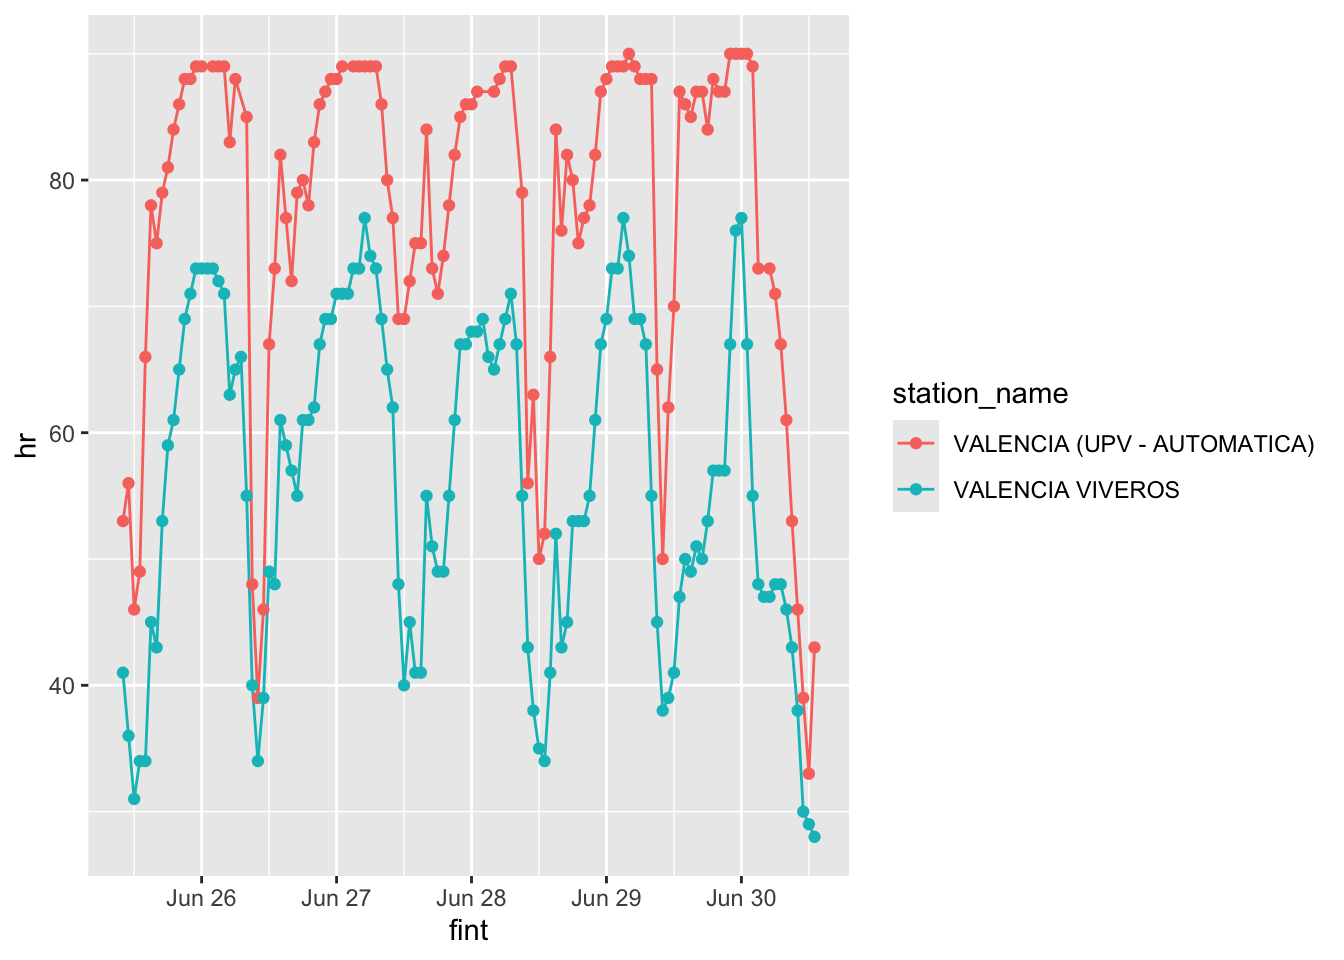 hr
80
60
40
Jun 26
Jun 27
Jun 28
Jun 29
Jun 30
fint
station_name
VALENCIA (UPV - AUTOMATICA)
VALENCIA VIVEROS